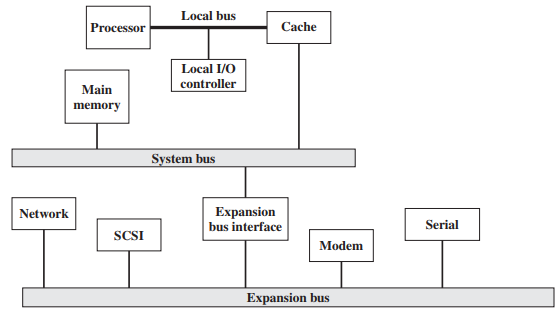 Local bus
Processor
Cache
Local I/O
controller
Main
memory
System bus
Network
SCSI
Expansion
bus interface
Modem
Serial
Expansion bus